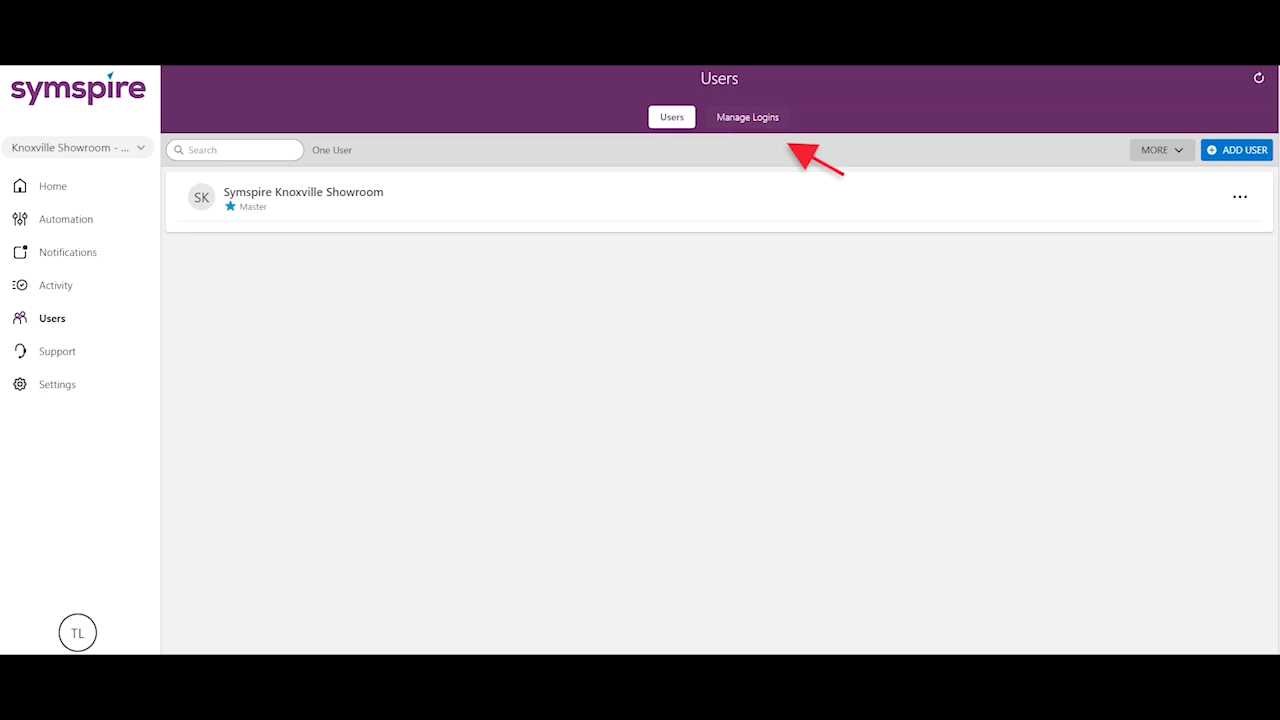 symspire
Users
Users
Manage Logins
Knoxville Showroom - ...
Search
One User
MORE
ADD USER
Home
Automation
Notifications
Activity
Users
Support
Settings
SK
Symspire Knoxville Showroom
Master
TL